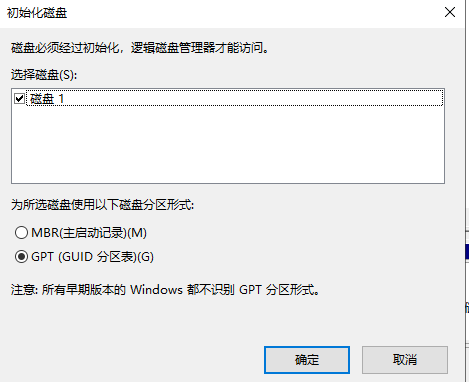 初始化磁盘
磁盘必须经过初始化，逻辑磁盘管理器才能访问。
选择磁盘(S):
磁盘 1
为所选磁盘使用以下磁盘分区形式:
MBR(主启动记录)(M)
GPT (GUID 分区表)(G)
注意: 所有早期版本的 Windows 都不识别 GPT 分区形式。
确定
取消